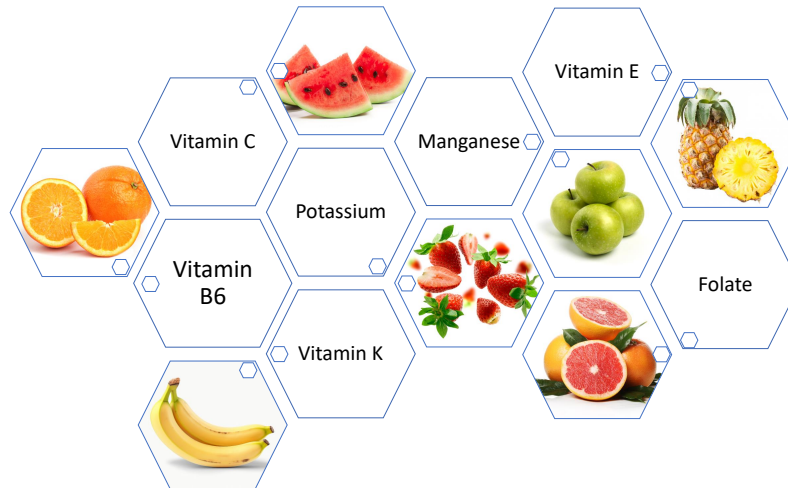 Vitamin E
Vitamin C
Manganese
Potassium
Vitamin
B6
Folate
Vitamin K